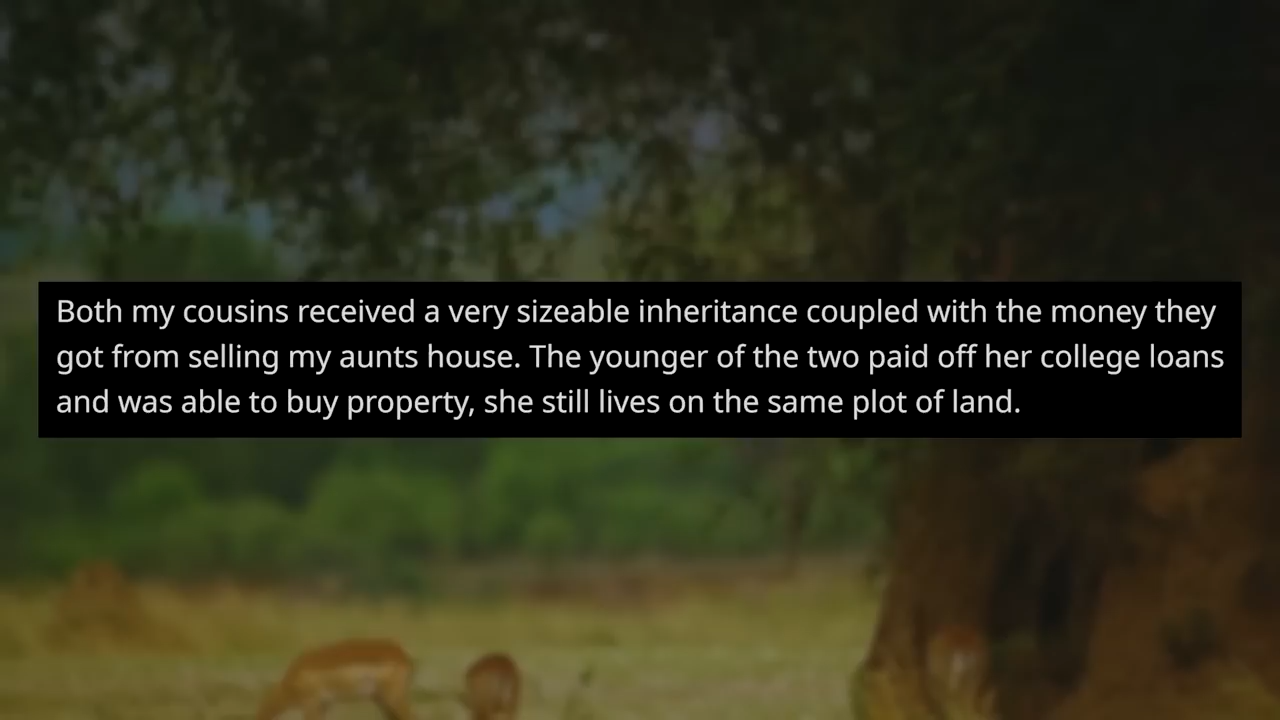 Both my cousins received a very sizeable inheritance coupled with the money they
got from selling my aunts house. The younger of the two paid off her college loans
and was able to buy property, she still lives on the same plot of land.